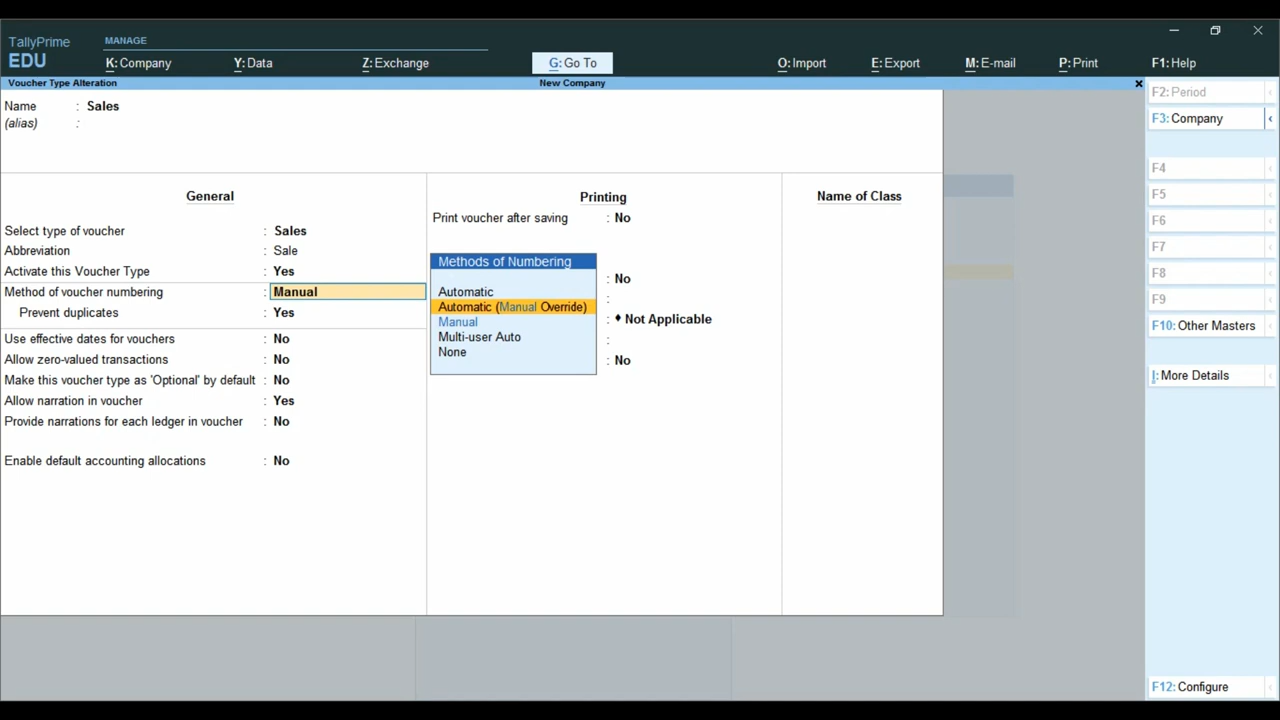 TallyPrime
EDU
MANAGE
K: Company
Y: Data
Z: Exchange
G: Go To
O: Import
E: Export
M: E-mail
P: Print
F1: Help
Voucher Type Alteration
New Company
Name : Sales
(alias) :
General
Select type of voucher : Sales
Abbreviation : Sale
Activate this Voucher Type : Yes
Method of voucher numbering : Manual
Prevent duplicates : Yes
Use effective dates for vouchers : No
Allow zero-valued transactions : No
Make this voucher type as 'Optional' by default : No
Allow narration in voucher : Yes
Provide narrations for each ledger in voucher : No
Enable default accounting allocations : No
Printing
Print voucher after saving : No
: No
:
: ♦ Not Applicable
:
: No
Methods of Numbering
Automatic
Automatic (Manual Override)
Manual
Multi-user Auto
None
Name of Class
F2: Period
F3: Company
F4
F5
F6
F7
F8
F9
F10: Other Masters
I: More Details
F12: Configure